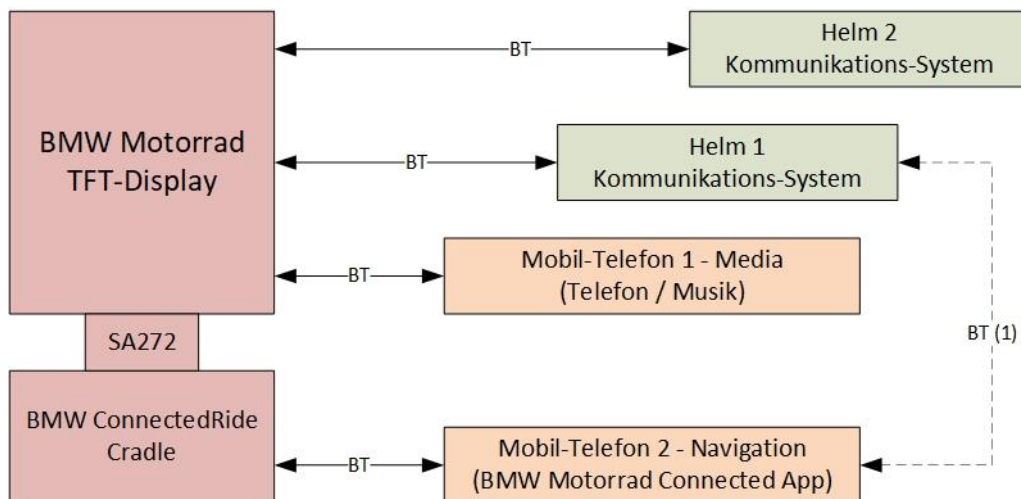 BMW Motorrad
TFT-Display
BT
Helm 2
Kommunikations-System
BT
Helm 1
Kommunikations-System
BT
Mobil-Telefon 1 - Media
(Telefon / Musik)
SA272
BT (1)
BMW ConnectedRide
Cradle
BT
Mobil-Telefon 2 - Navigation
(BMW Motorrad Connected App)